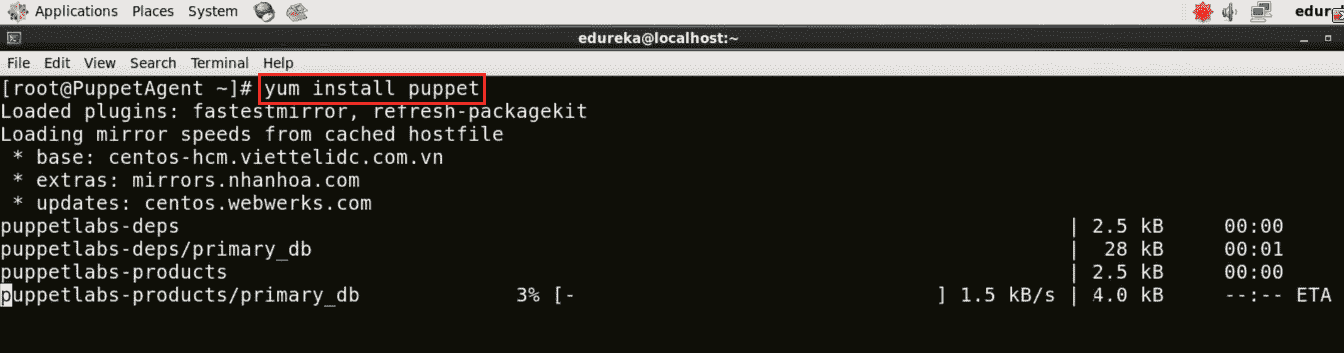 Applications Places System edur
edureka@localhost:~
File Edit View Search Terminal Help
[root@PuppetAgent ~]# yum install puppet
Loaded plugins: fastestmirror, refresh-packagekit
Loading mirror speeds from cached hostfile
* base: centos-hcm.viettelidc.com.vn
* extras: mirrors.nhanhoa.com
* updates: centos.webwerks.com
puppetlabs-deps | 2.5 kB 00:00
puppetlabs-deps/primary_db | 28 kB 00:01
puppetlabs-products | 2.5 kB 00:00
puppetlabs-products/primary_db 3% [- ] 1.5 kB/s | 4.0 kB --:-- ETA